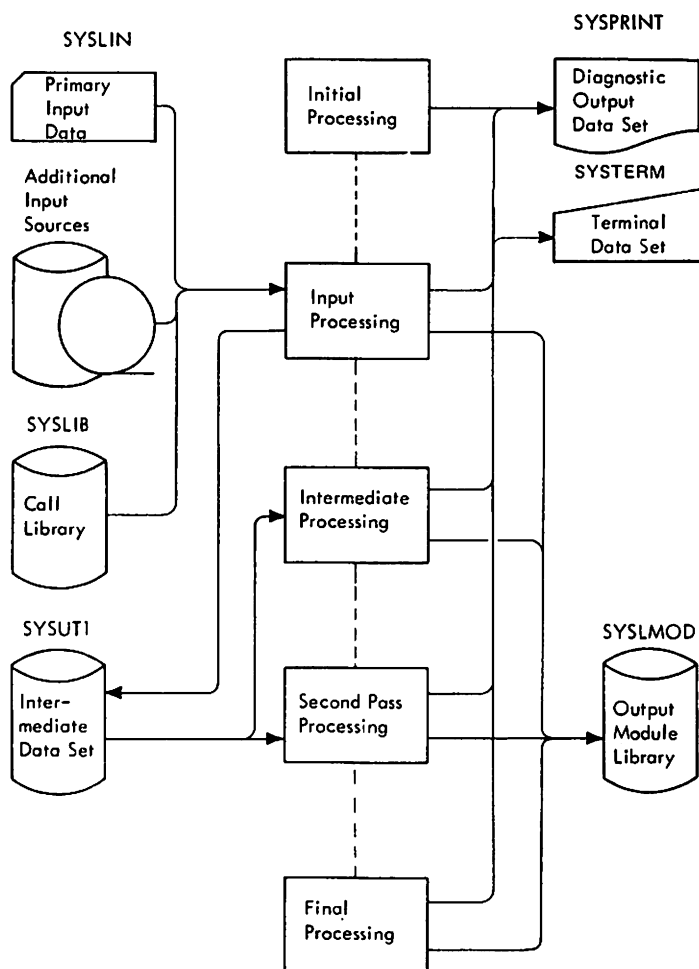 SYSLIN
Primary
Input
Data
Additional
Input
Sources
SYSLIB
Call
Library
SYSUT1
Inter-
mediate
Data Set
Initial
Processing
Input
Processing
Intermediate
Processing
Second Pass
Processing
Final
Processing
SYSPRINT
Diagnostic
Output
Data Set
SYSTERM
Terminal
Data Set
SYSLMOD
Output
Module
Library